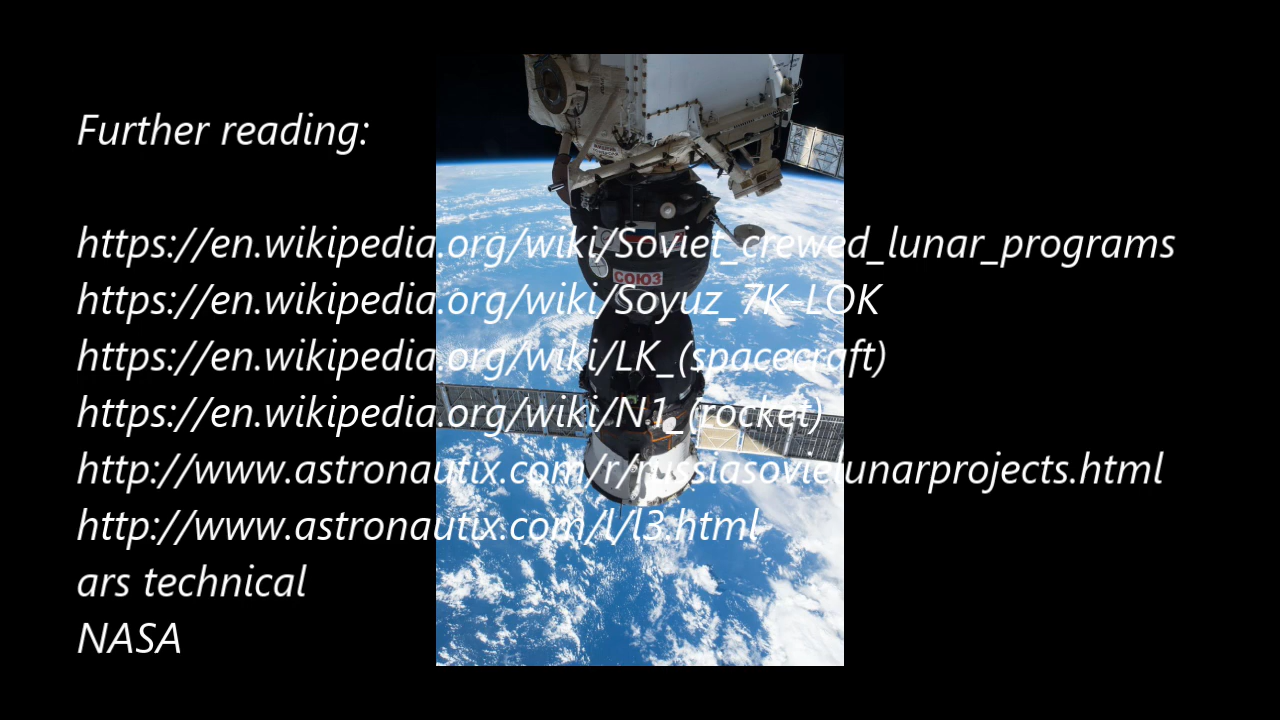 Further reading:
https://en.wikipedia.org/wiki/Soviet_crewed_lunar_programs
https://en.wikipedia.org/wiki/Soyuz_7K-LOK
https://en.wikipedia.org/wiki/LK_(spacecraft)
https://en.wikipedia.org/wiki/N1_(rocket)
http://www.astronautix.com/r/russiasovielunarprojects.html
http://www.astronautix.com/l/l3.html
ars technical
NASA
СОЮЗ